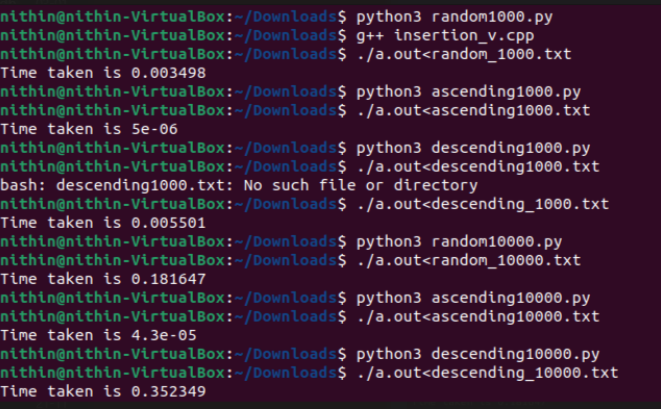 nithin@nithin-VirtualBox:~/Downloads$ python3 random1000.py
nithin@nithin-VirtualBox:~/Downloads$ g++ insertion_v.cpp
nithin@nithin-VirtualBox:~/Downloads$ ./a.out<random_1000.txt
Time taken is 0.003498
nithin@nithin-VirtualBox:~/Downloads$ python3 ascending1000.py
nithin@nithin-VirtualBox:~/Downloads$ ./a.out<ascending1000.txt
Time taken is 5e-06
nithin@nithin-VirtualBox:~/Downloads$ python3 descending1000.py
nithin@nithin-VirtualBox:~/Downloads$ ./a.out<descending1000.txt
bash: descending1000.txt: No such file or directory
nithin@nithin-VirtualBox:~/Downloads$ ./a.out<descending_1000.txt
Time taken is 0.005501
nithin@nithin-VirtualBox:~/Downloads$ python3 random10000.py
nithin@nithin-VirtualBox:~/Downloads$ ./a.out<random_10000.txt
Time taken is 0.181647
nithin@nithin-VirtualBox:~/Downloads$ python3 ascending10000.py
nithin@nithin-VirtualBox:~/Downloads$ ./a.out<ascending10000.txt
Time taken is 4.3e-05
nithin@nithin-VirtualBox:~/Downloads$ python3 descending10000.py
nithin@nithin-VirtualBox:~/Downloads$ ./a.out<descending_10000.txt
Time taken is 0.352349